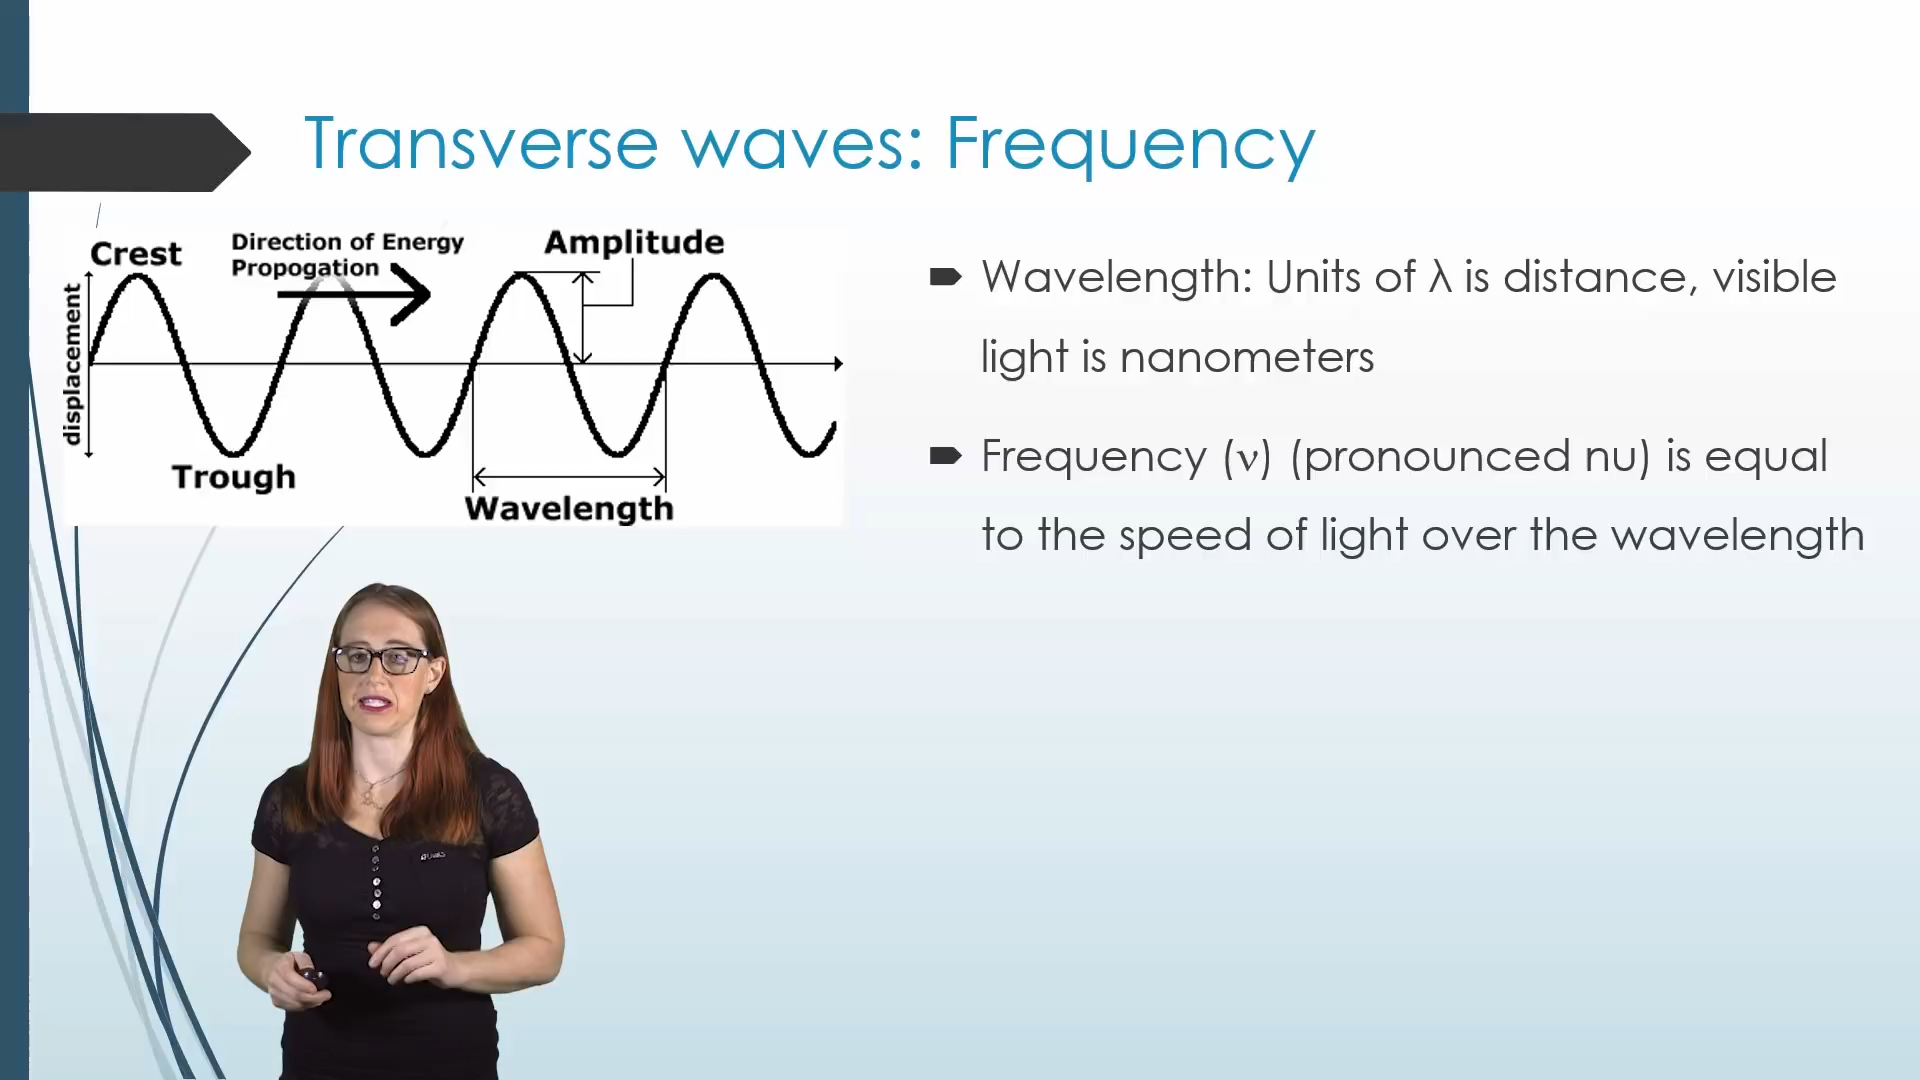 Transverse waves: Frequency
Crest
Direction of Energy
Propogation
Amplitude
displacement
Trough
Wavelength
Wavelength: Units of λ is distance, visible
light is nanometers
Frequency (ν) (pronounced nu) is equal
to the speed of light over the wavelength